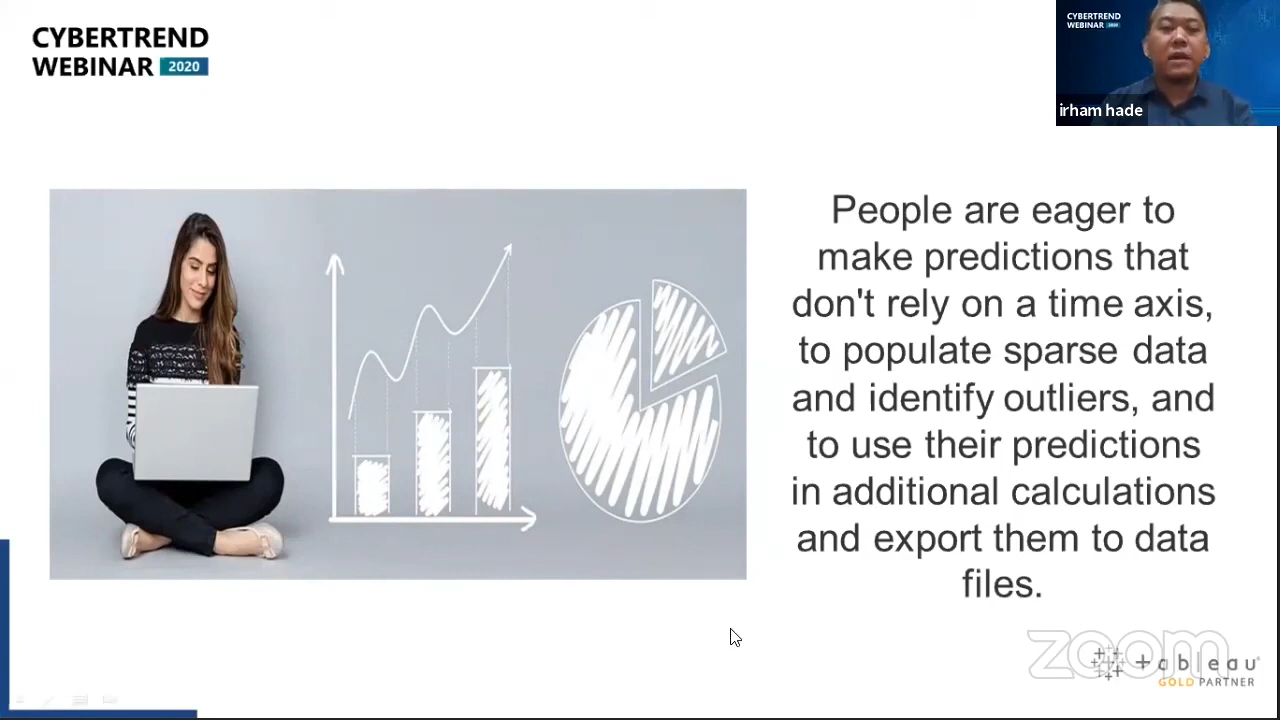 CYBERTREND
WEBINAR 2020
CYBERTREND
WEBINAR 2020
irham hade
People are eager to
make predictions that
don't rely on a time axis,
to populate sparse data
and identify outliers, and
to use their predictions
in additional calculations
and export them to data
files.
zoom
+ableau
GOLD PARTNER